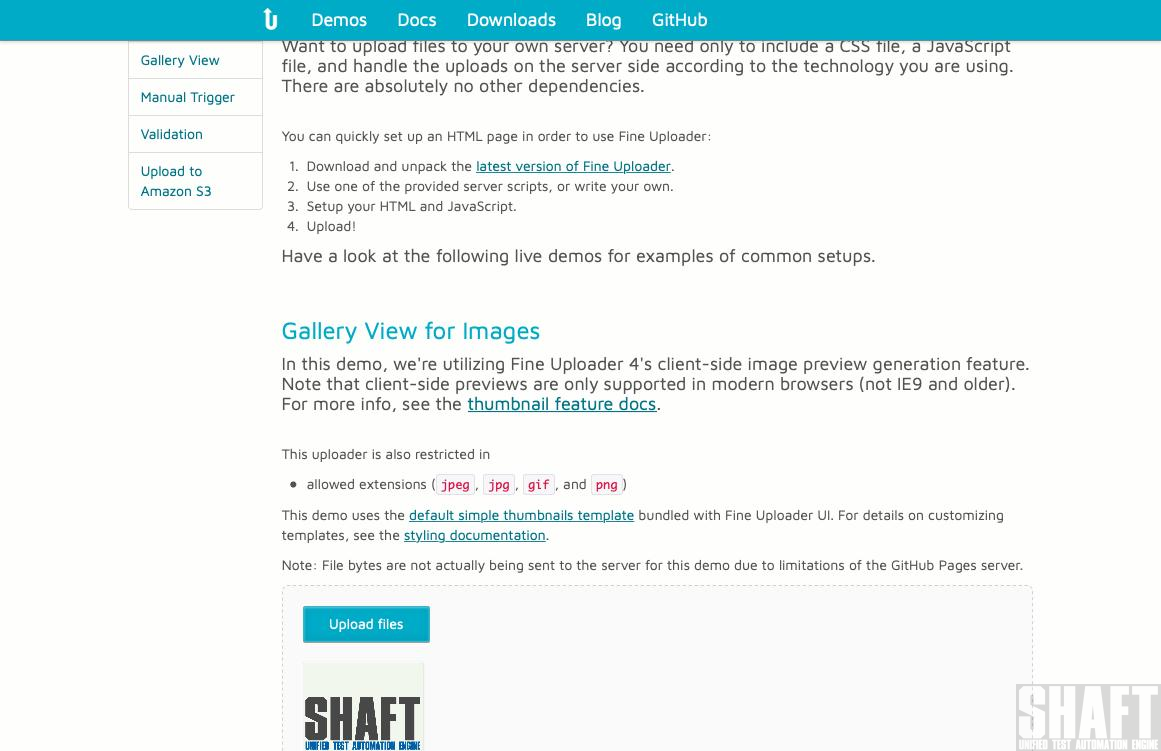 Demos Docs Downloads Blog GitHub
Gallery View
Manual Trigger
Validation
Upload to
Amazon S3
Want to upload files to your own server? You need only to include a CSS file, a JavaScript
file, and handle the uploads on the server side according to the technology you are using.
There are absolutely no other dependencies.
You can quickly set up an HTML page in order to use Fine Uploader:
1. Download and unpack the latest version of Fine Uploader.
2. Use one of the provided server scripts, or write your own.
3. Setup your HTML and JavaScript.
4. Upload!
Have a look at the following live demos for examples of common setups.
Gallery View for Images
In this demo, we're utilizing Fine Uploader 4's client-side image preview generation feature.
Note that client-side previews are only supported in modern browsers (not IE9 and older).
For more info, see the thumbnail feature docs.
This uploader is also restricted in
• allowed extensions (jpeg, jpg, gif, and png)
This demo uses the default simple thumbnails template bundled with Fine Uploader UI. For details on customizing
templates, see the styling documentation.
Note: File bytes are not actually being sent to the server for this demo due to limitations of the GitHub Pages server.
Upload files
SHAFT
UNIFIED TEST AUTOMATION ENGINE
SHAFT
UNIFIED TEST AUTOMATION ENGINE